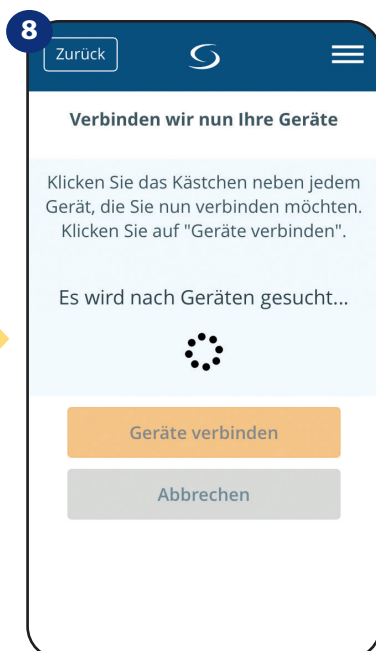 8
Zurück
Verbinden wir nun Ihre Geräte
Klicken Sie das Kästchen neben jedem
Gerät, die Sie nun verbinden möchten.
Klicken Sie auf "Geräte verbinden".
Es wird nach Geräten gesucht...
Geräte verbinden
Abbrechen